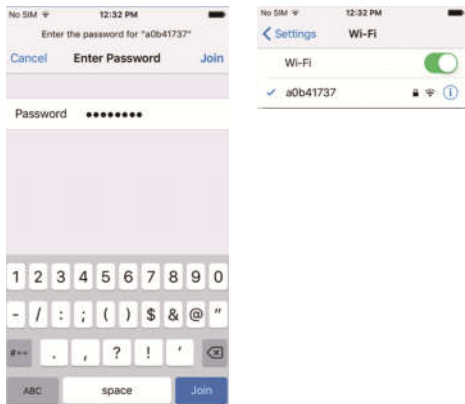 No SIM 12:32 PM
Enter the password for "a0b41737"
Cancel Enter Password Join
Password ••••••••
1 2 3 4 5 6 7 8 9 0
- / : ; ( ) $ & @ "
#+= . , ? ! '
ABC space Join
No SIM 12:32 PM
Settings Wi-Fi
Wi-Fi
a0b41737